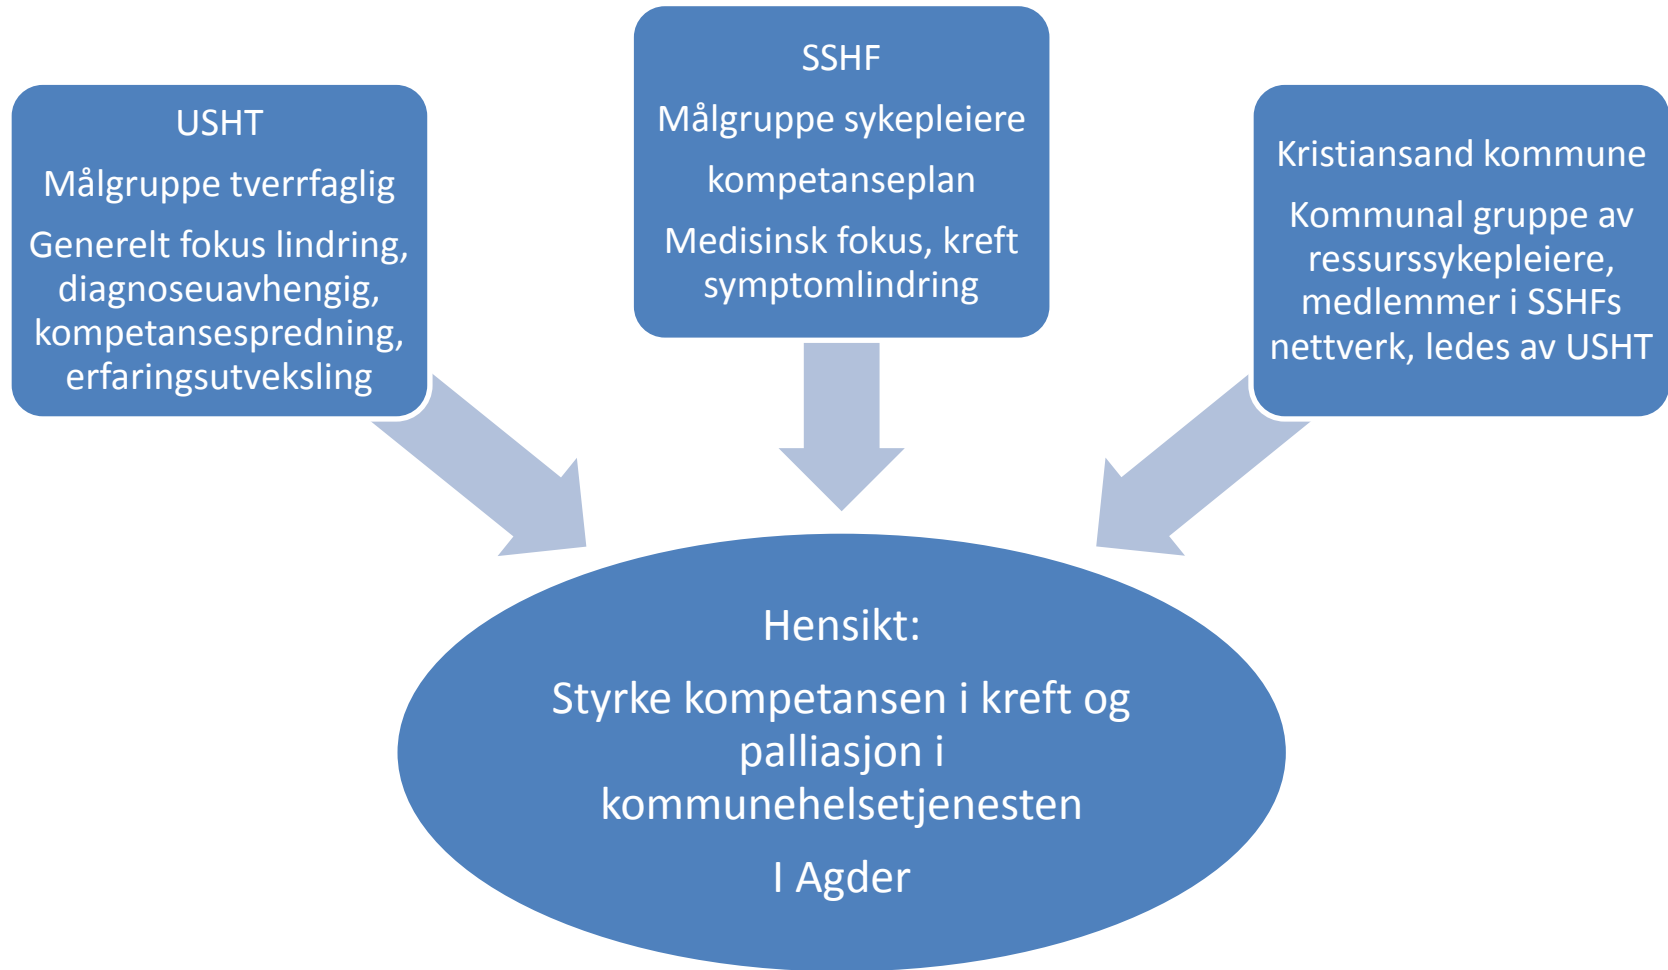 USHT
Målgruppe tverrfaglig
Generelt fokus lindring,
diagnoseuavhengig,
kompetansespredning,
erfaringsutveksling
SSHF
Målgruppe sykepleiere
kompetanseplan
Medisinsk fokus, kreft
symptomlindring
Kristiansand kommune
Kommunal gruppe av
ressurssykepleiere,
medlemmer i SSHFs
nettverk, ledes av USHT
Hensikt:
Styrke kompetansen i kreft og
palliasjon i
kommunehelsetjenesten
I Agder